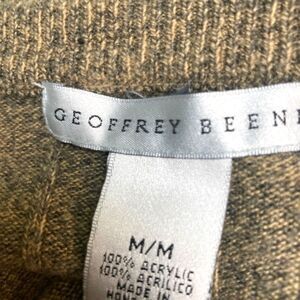 GEOFFREY BEEN
M/M
100% ACRYLIC
100% ACRILICO
MADE IN